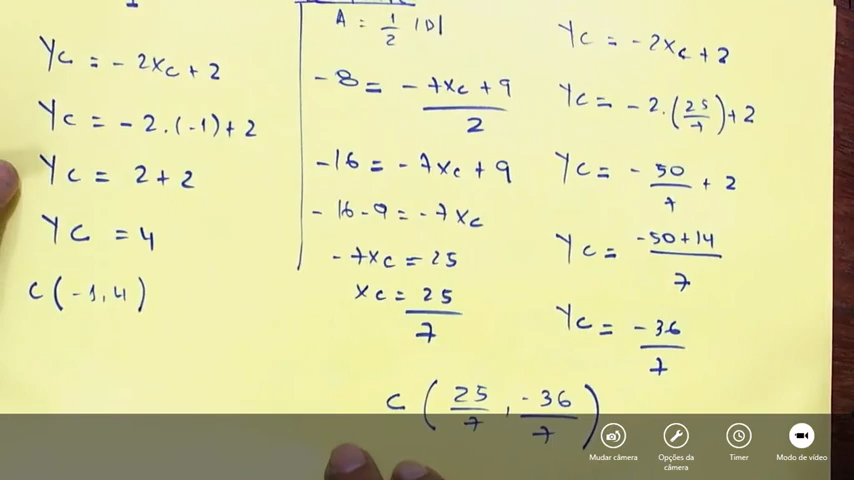 Yc = - 2xc + 2
Yc = - 2 . (-1) + 2
Yc = 2 + 2
Yc = 4
C (-1, 4)
A = 1/2 |D|
- 8 = - 7xc + 9 / 2
-16 = - 7xc + 9
- 16 - 9 = - 7xc
- 7xc = 25
xc = 25 / 7
Yc = -2xc + 2
Yc = - 2 . (25/7) + 2
Yc = - 50/7 + 2
Yc = -50 + 14 / 7
Yc = -36 / 7
C (25/7 , -36/7)
Mudar câmera
Opções da câmera
Timer
Modo de vídeo